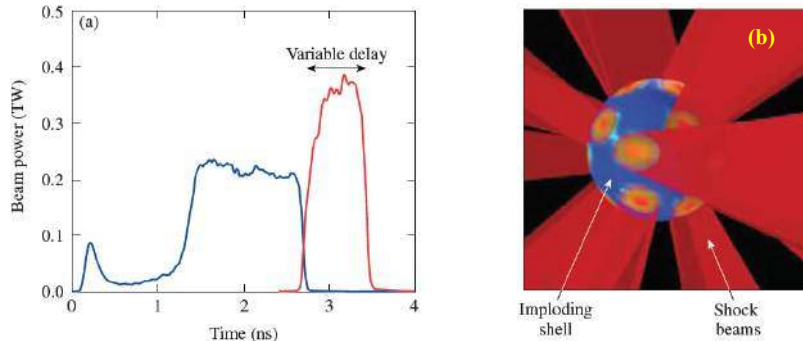 (a)
Variable delay
Beam power (TW)
0.5
0.4
0.3
0.2
0.1
0.0
0
1
2
3
4
Time (ns)
(b)
Imploding
shell
Shock
beams